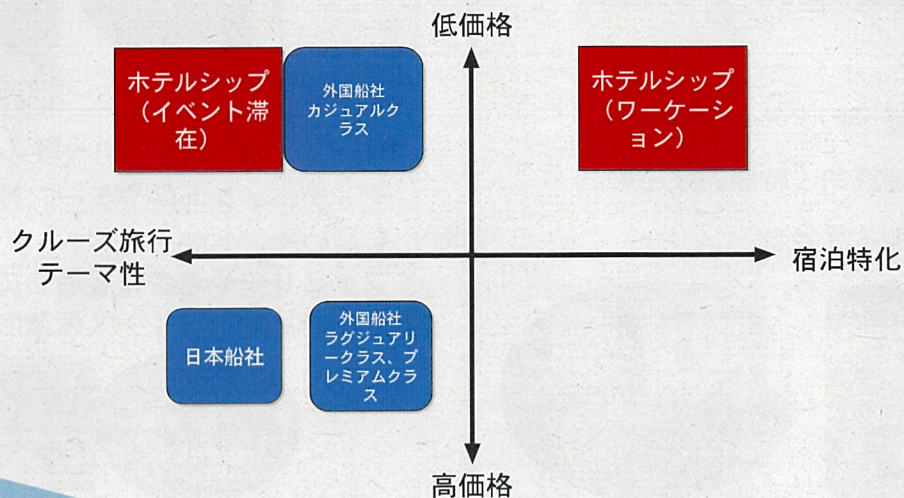 低価格
ホテルシップ
（イベント滞
在）
外国船社
カジュアルク
ラス
ホテルシップ
（ワーケーシ
ョン）
クルーズ旅行
テーマ性
宿泊特化
日本船社
外国船社
ラグジュアリ
ークラス、プ
レミアムクラ
ス
高価格